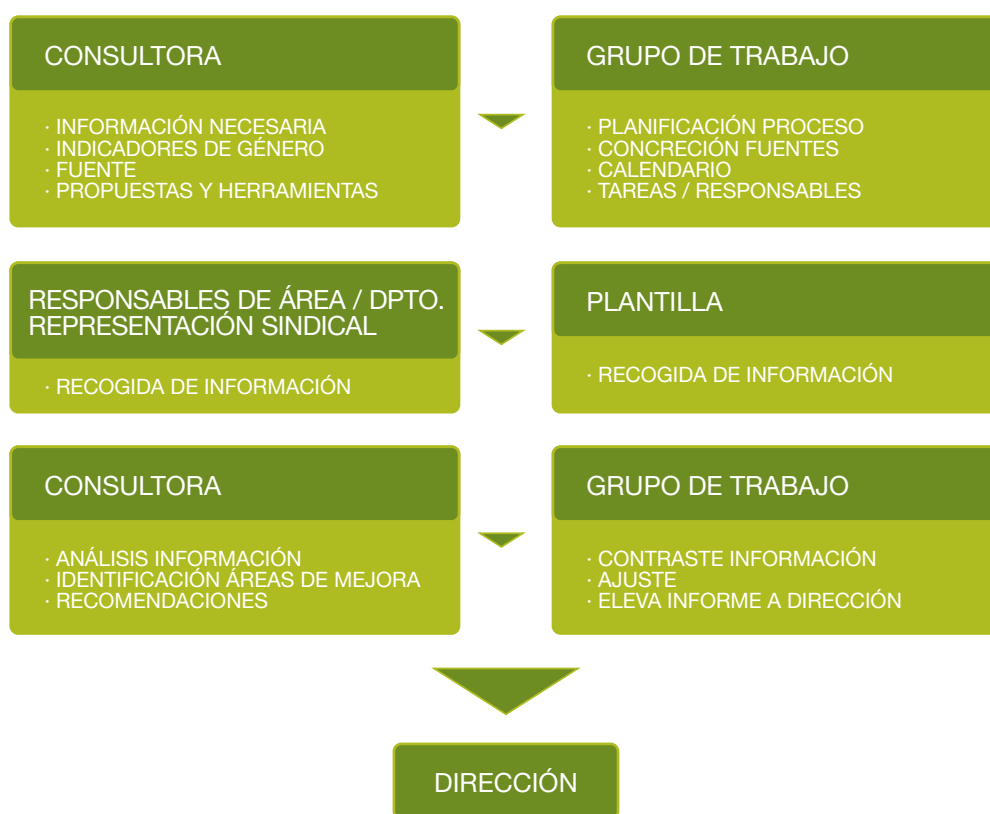 CONSULTORA
· INFORMACIÓN NECESARIA
· INDICADORES DE GÉNERO
· FUENTE
· PROPUESTAS Y HERRAMIENTAS
GRUPO DE TRABAJO
· PLANIFICACIÓN PROCESO
· CONCRECIÓN FUENTES
· CALENDARIO
· TAREAS / RESPONSABLES
RESPONSABLES DE ÁREA / DPTO.
REPRESENTACIÓN SINDICAL
· RECOGIDA DE INFORMACIÓN
PLANTILLA
· RECOGIDA DE INFORMACIÓN
CONSULTORA
· ANÁLISIS INFORMACIÓN
· IDENTIFICACIÓN ÁREAS DE MEJORA
· RECOMENDACIONES
GRUPO DE TRABAJO
· CONTRASTE INFORMACIÓN
· AJUSTE
· ELEVA INFORME A DIRECCIÓN
DIRECCIÓN